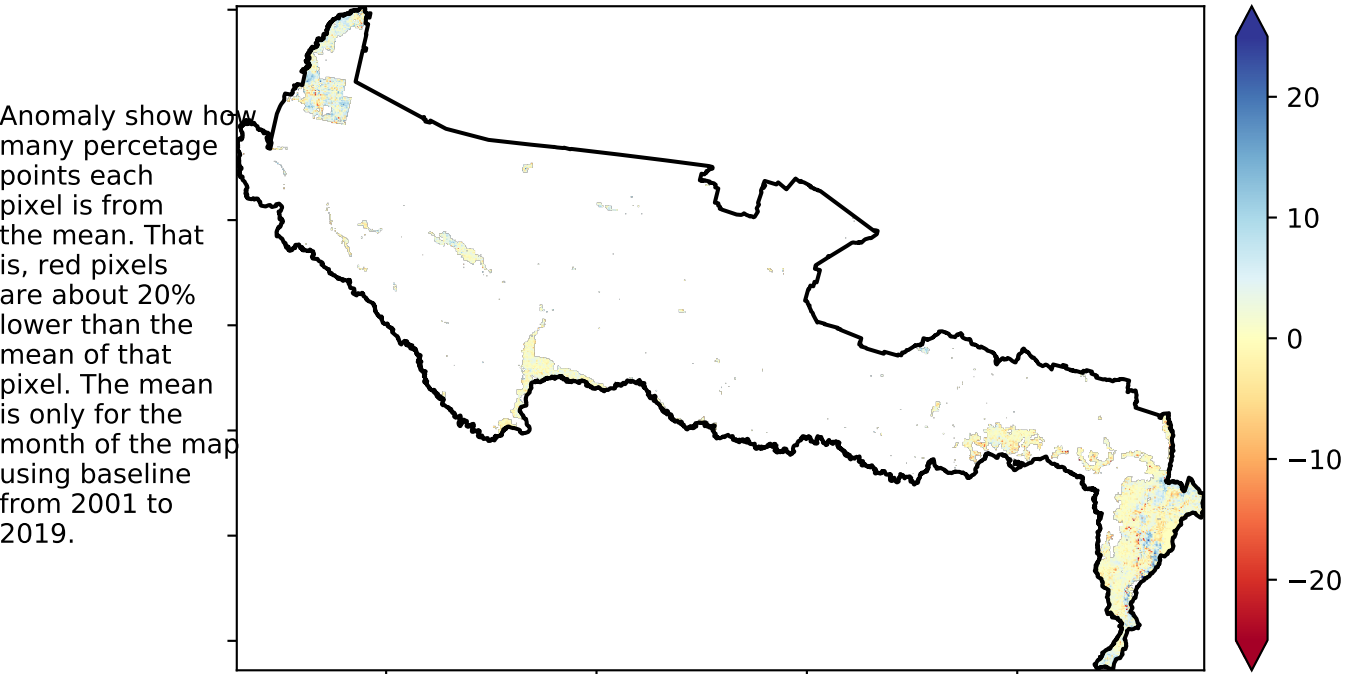 Anomaly show how
many percetage
points each
pixel is from
the mean. That
is, red pixels
are about 20%
lower than the
mean of that
pixel. The mean
is only for the
month of the map
using baseline
from 2001 to
2019.
20
10
0
−10
−20